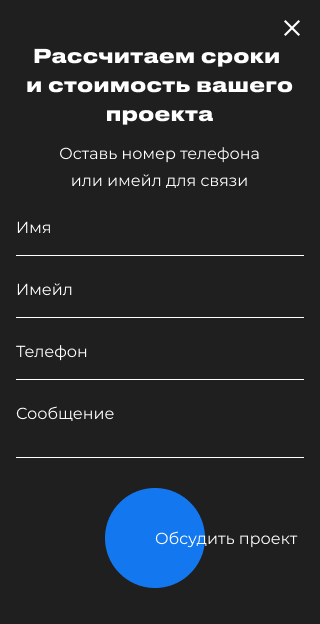 Рассчитаем сроки
и стоимость вашего
проекта
Оставь номер телефона
или имейл для связи
Имя
Имейл
Телефон
Сообщение
Обсудить проект